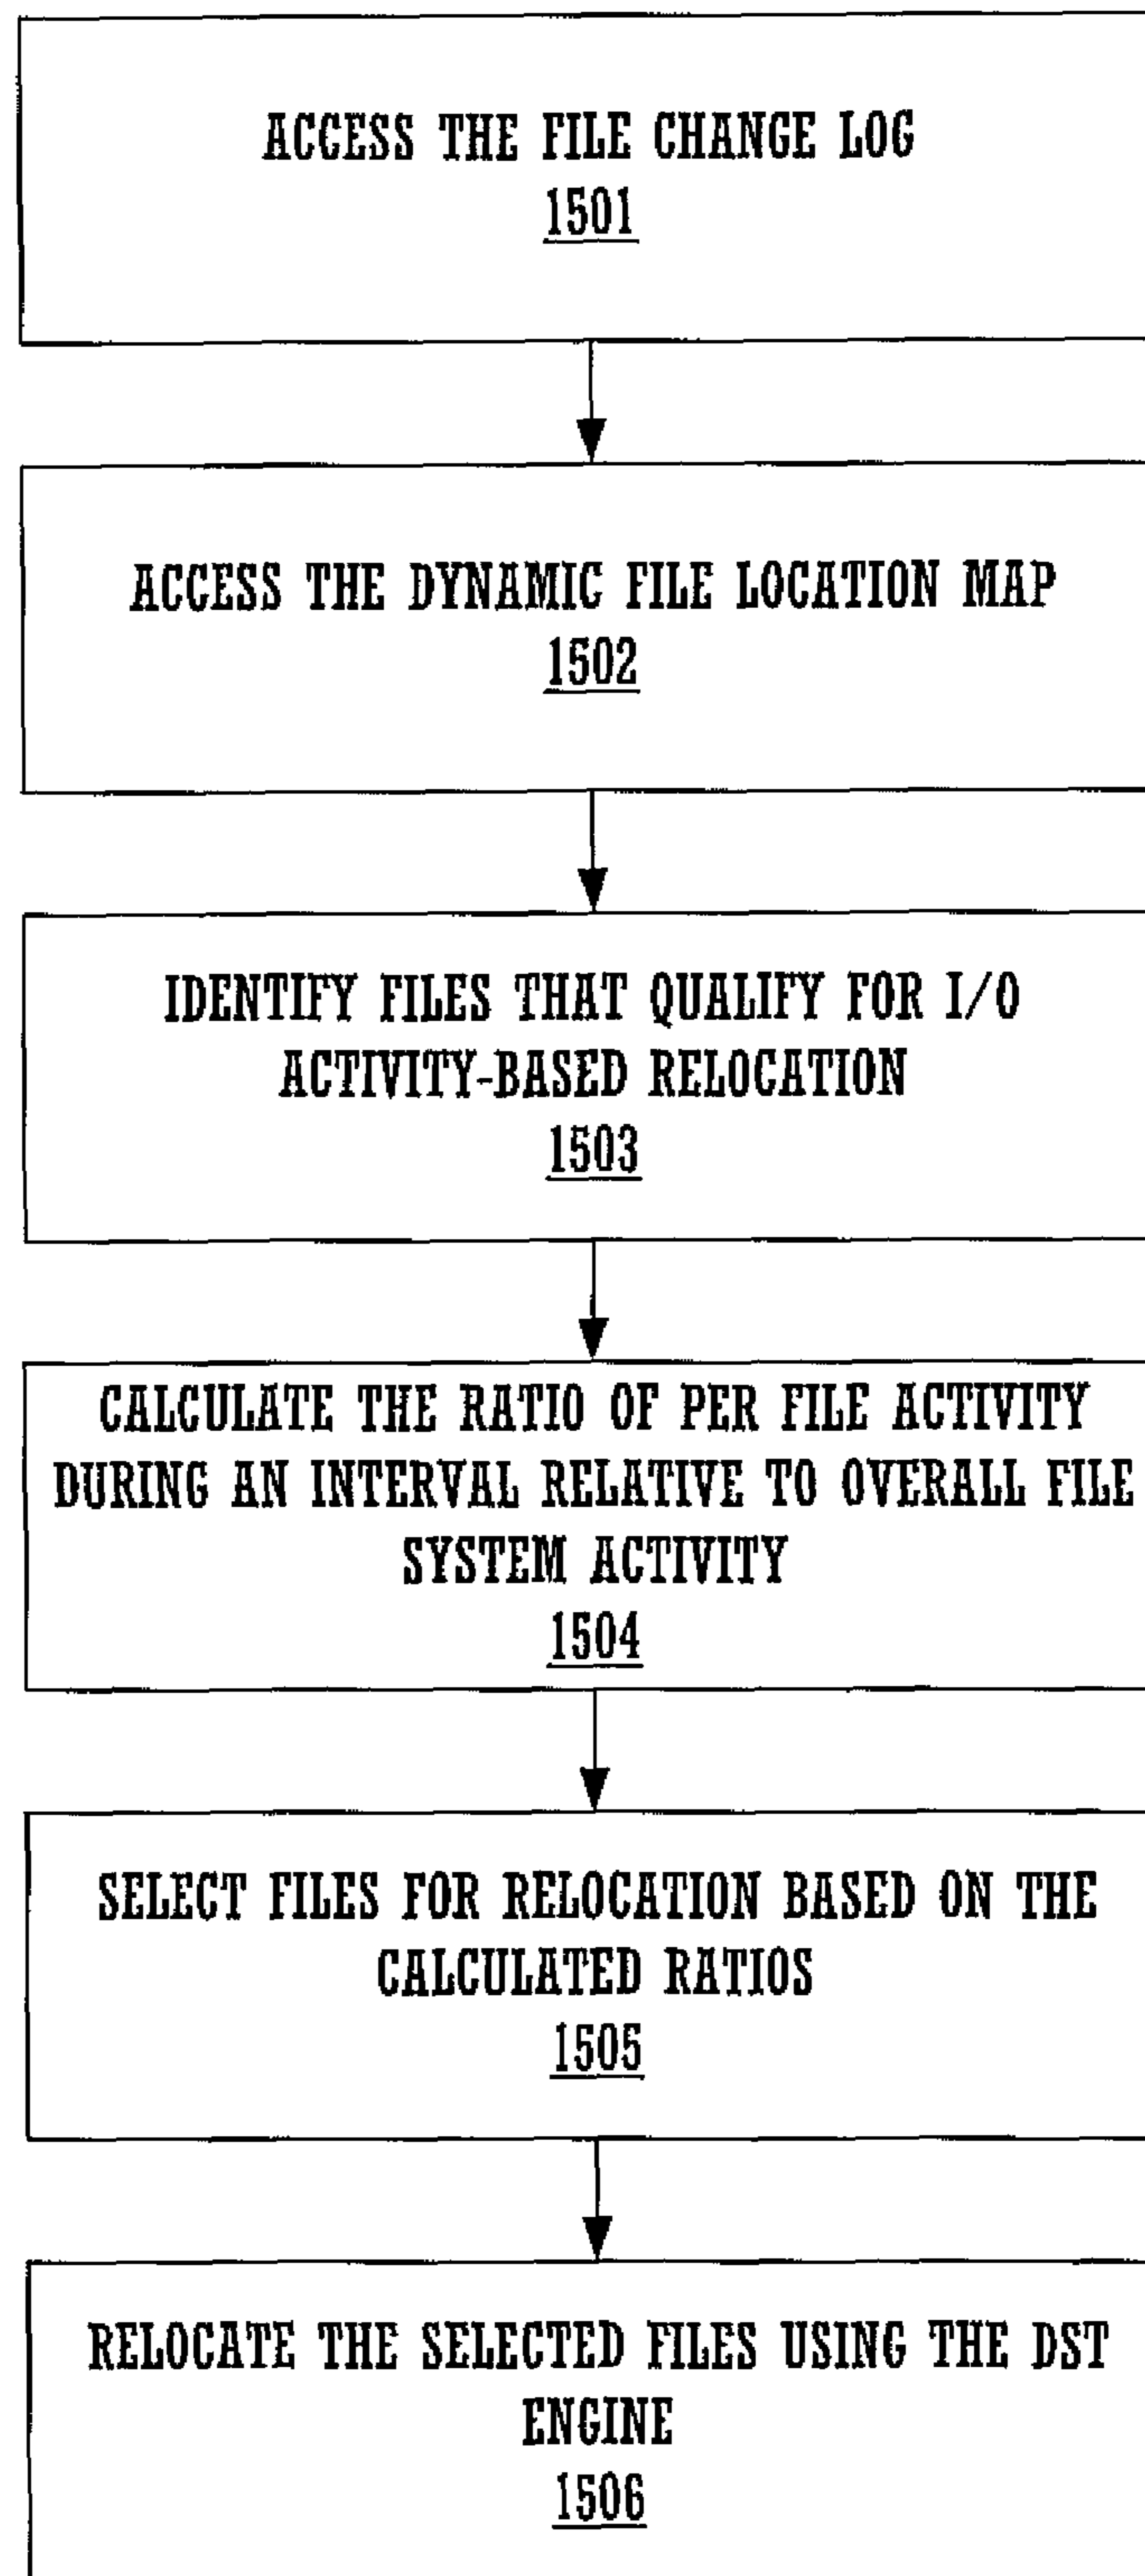 ACCESS THE FILE CHANGE LOG
1501
ACCESS THE DYNAMIC FILE LOCATION MAP
1502
IDENTIFY FILES THAT QUALIFY FOR I/O
ACTIVITY-BASED RELOCATION
1503
CALCULATE THE RATIO OF PER FILE ACTIVITY
DURING AN INTERVAL RELATIVE TO OVERALL FILE
SYSTEM ACTIVITY
1504
SELECT FILES FOR RELOCATION BASED ON THE
CALCULATED RATIOS
1505
RELOCATE THE SELECTED FILES USING THE DST
ENGINE
1506